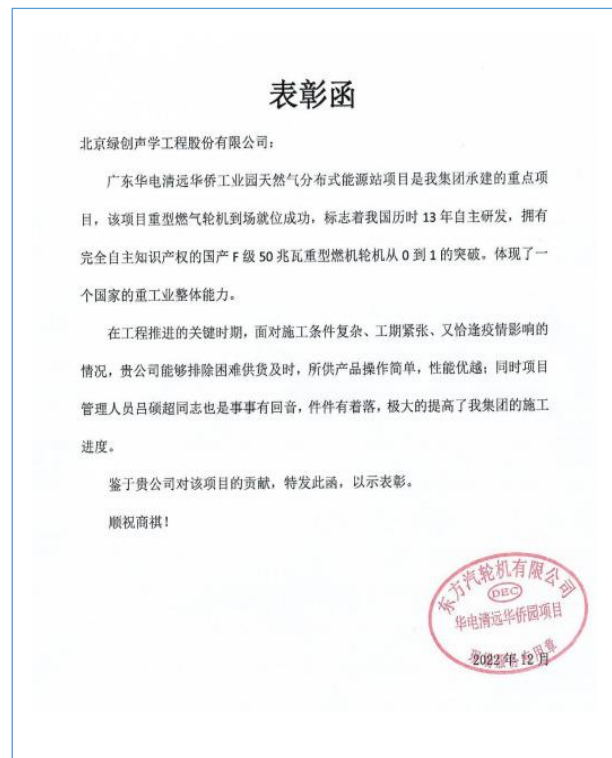 表彰函
北京绿创声学工程股份有限公司：
广东华电清远华侨工业园天然气分布式能源站项目是我集团承建的重点项
目，该项目重型燃气轮机到场就位成功，标志着我国历时 13 年自主研发，拥有
完全自主知识产权的国产 F 级 50 兆瓦重型燃机轮机从 0 到 1 的突破。体现了一
个国家的重工业整体能力。
在工程推进的关键时期，面对施工条件复杂、工期紧张、又恰逢疫情影响的
情况，贵公司能够排除困难供货及时，所供产品操作简单，性能优越；同时项目
管理人员吕硕超同志也是事事有回音，件件有着落，极大的提高了我集团的施工
进度。
鉴于贵公司对该项目的贡献，特发此函，以示表彰。
顺祝商祺！
东方汽轮机有限公司
DEC
华电清远华侨园项目
2022 年 12 月